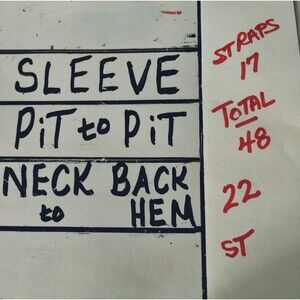 SLEEVE
PiT to PiT
NECK BACK
to HEM
STRAPS
17
TOTAL
48
22
ST